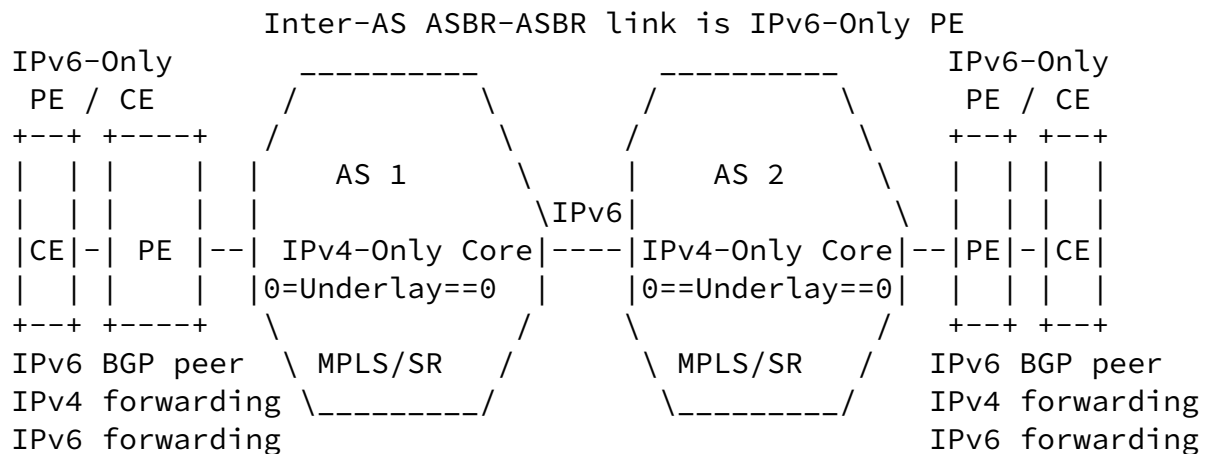 Inter-AS ASBR-ASBR link is IPv6-Only PE
IPv6-Only IPv6-Only
PE / CE PE / CE
AS 1 AS 2
IPv6
CE PE IPv4-Only Core IPv4-Only Core PE CE
0=Underlay==0 0==Underlay==0
IPv6 BGP peer MPLS/SR MPLS/SR IPv6 BGP peer
IPv4 forwarding IPv4 forwarding
IPv6 forwarding IPv6 forwarding